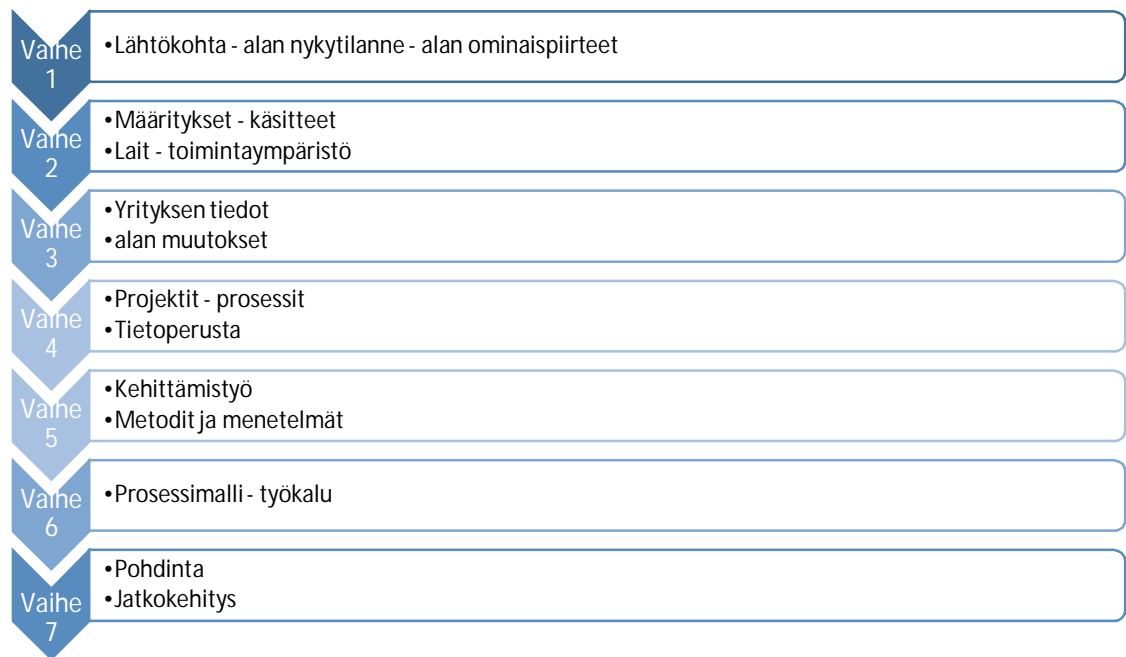 Vaihe
1
•Lähtökohta - alan nykytilanne - alan ominaispiirteet
Vaihe
2
•Määritykset - käsitteet
•Lait - toimintaympäristö
Vaihe
3
•Yrityksen tiedot
•alan muutokset
Vaihe
4
•Projektit - prosessit
•Tietoperusta
Vaihe
5
•Kehittämistyö
•Metodit ja menetelmät
Vaihe
6
•Prosessimalli - työkalu
Vaihe
7
•Pohdinta
•Jatkokehitys